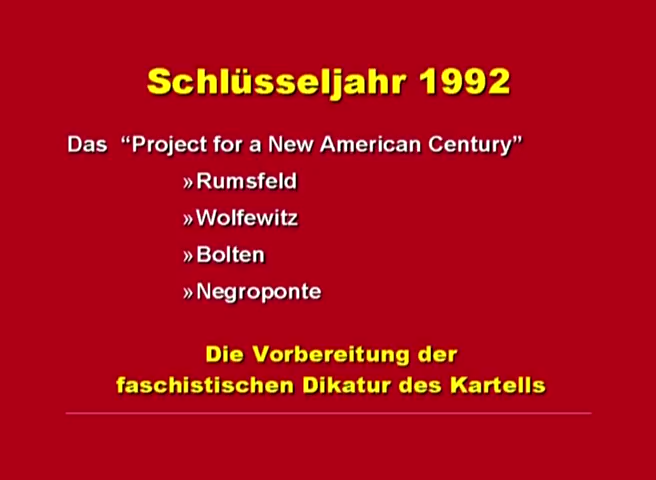 Schlüsseljahr 1992
Das “Project for a New American Century”
»Rumsfeld
»Wolfewitz
»Bolten
»Negroponte
Die Vorbereitung der
faschistischen Dikatur des Kartells